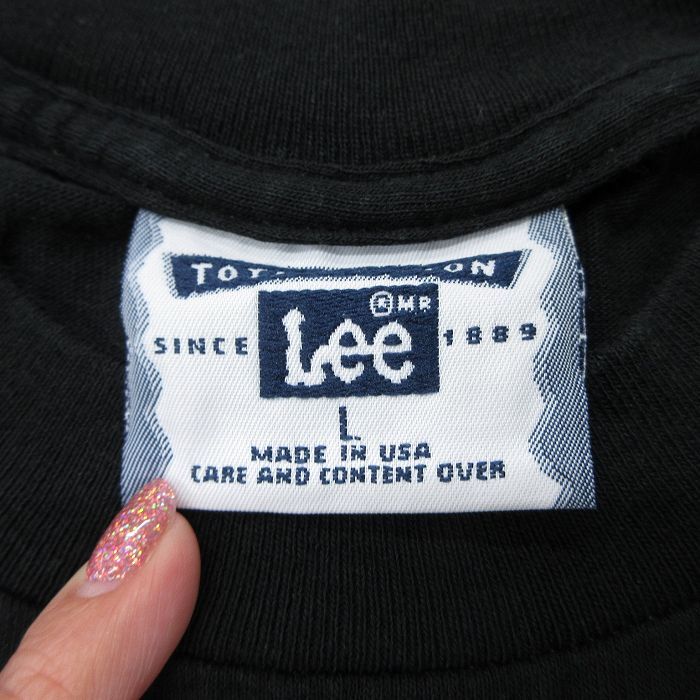 SINCE Lee ® MR 1889
L
MADE IN USA
CARE AND CONTENT OVER